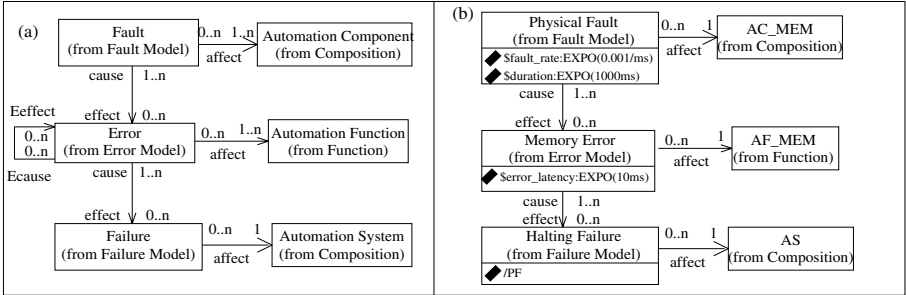 (a)
Fault
(from Fault Model)
0..n
1..n
affect
Automation Component
(from Composition)
cause
1..n
effect
0..n
Eeffect
0..n
0..n
Ecause
Error
(from Error Model)
0..n
1..n
affect
Automation Function
(from Function)
cause
1..n
effect
0..n
Failure
(from Failure Model)
0..n
1
affect
Automation System
(from Composition)
(b)
Physical Fault
(from Fault Model)
$fault_rate:EXPO(0.001/ms)
$duration:EXPO(1000ms)
0..n
1
affect
AC_MEM
(from Composition)
cause
1..n
effect
0..n
Memory Error
(from Error Model)
$error_latency:EXPO(10ms)
0..n
1
affect
AF_MEM
(from Function)
cause
1..n
effect
0..n
Halting Failure
(from Failure Model)
/PF
0..n
1
affect
AS
(from Composition)